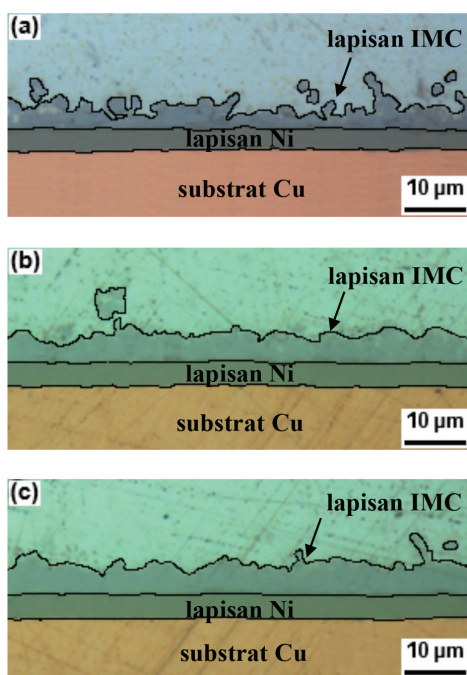 (a)
lapisan IMC
lapisan Ni
substrat Cu
10 µm
(b)
lapisan IMC
lapisan Ni
substrat Cu
10 µm
(c)
lapisan IMC
lapisan Ni
substrat Cu
10 µm